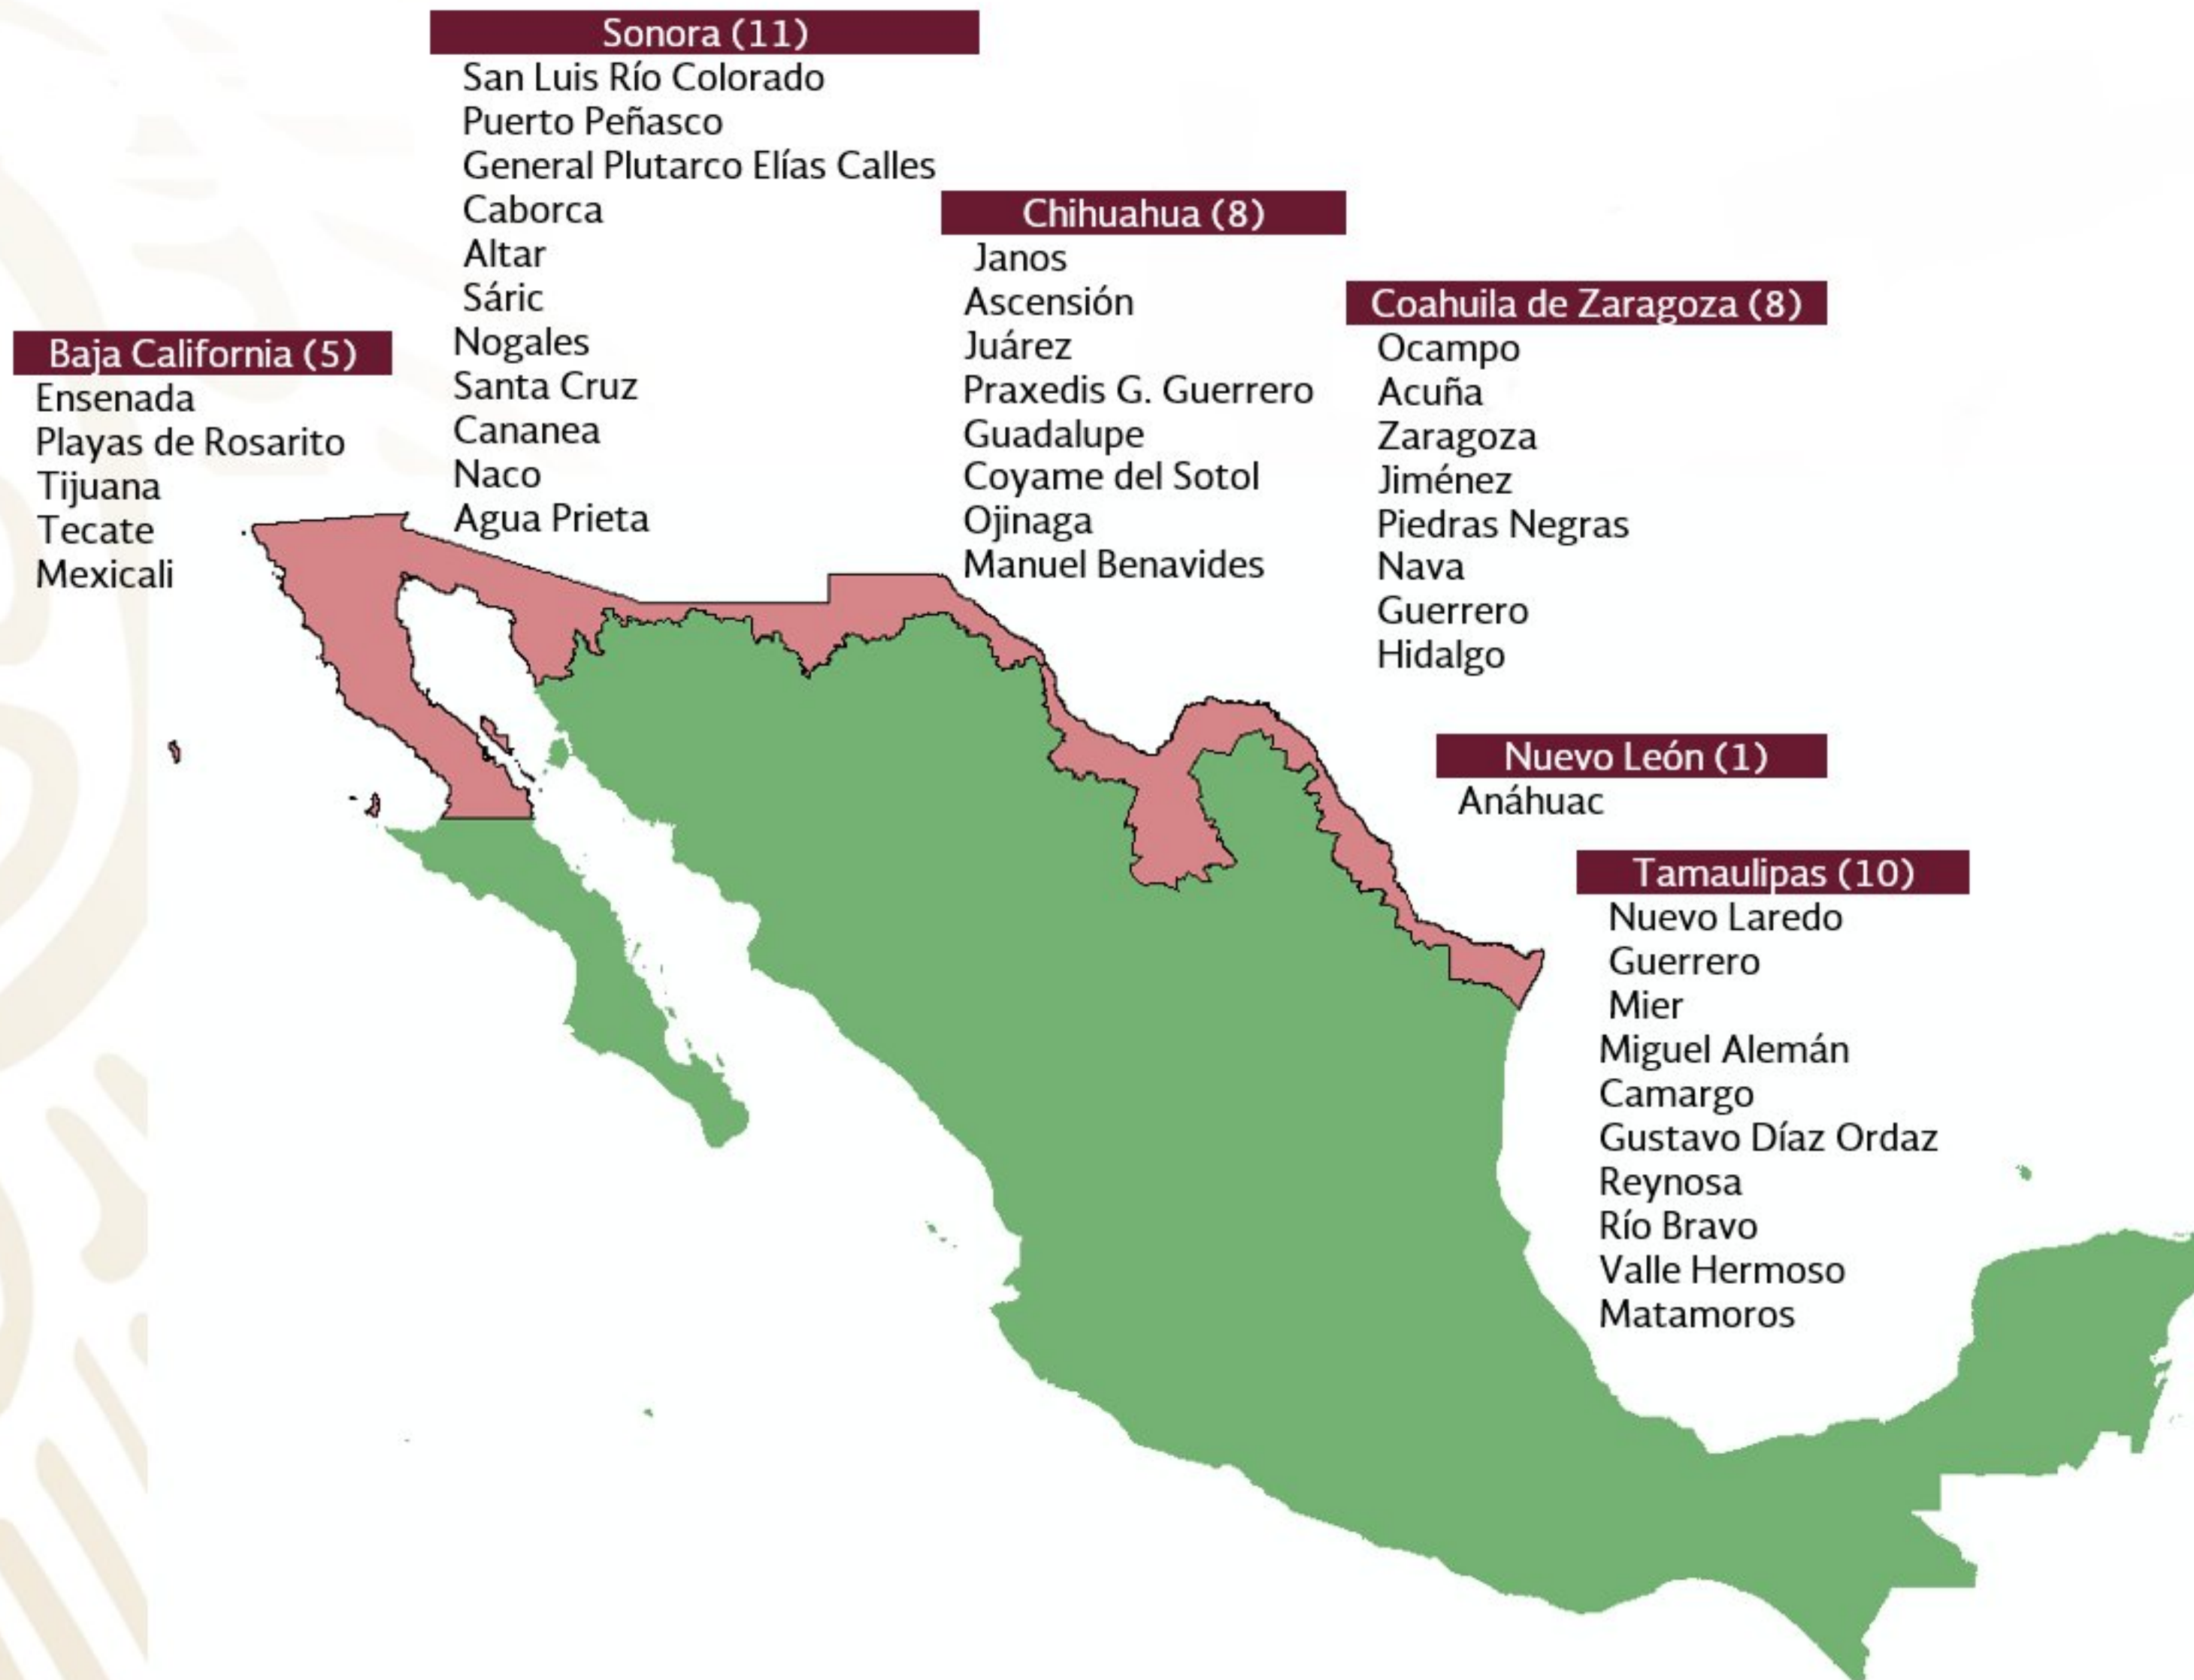 Sonora (11)
San Luis Río Colorado
Puerto Peñasco
General Plutarco Elías Calles
Caborca
Altar
Sáric
Nogales
Santa Cruz
Cananea
Naco
Agua Prieta
Chihuahua (8)
Janos
Ascensión
Juárez
Praxedis G. Guerrero
Guadalupe
Coyame del Sotol
Ojinaga
Manuel Benavides
Coahuila de Zaragoza (8)
Ocampo
Acuña
Zaragoza
Jiménez
Piedras Negras
Nava
Guerrero
Hidalgo
Baja California (5)
Ensenada
Playas de Rosarito
Tijuana
Tecate
Mexicali
Nuevo León (1)
Anáhuac
Tamaulipas (10)
Nuevo Laredo
Guerrero
Mier
Miguel Alemán
Camargo
Gustavo Díaz Ordaz
Reynosa
Río Bravo
Valle Hermoso
Matamoros